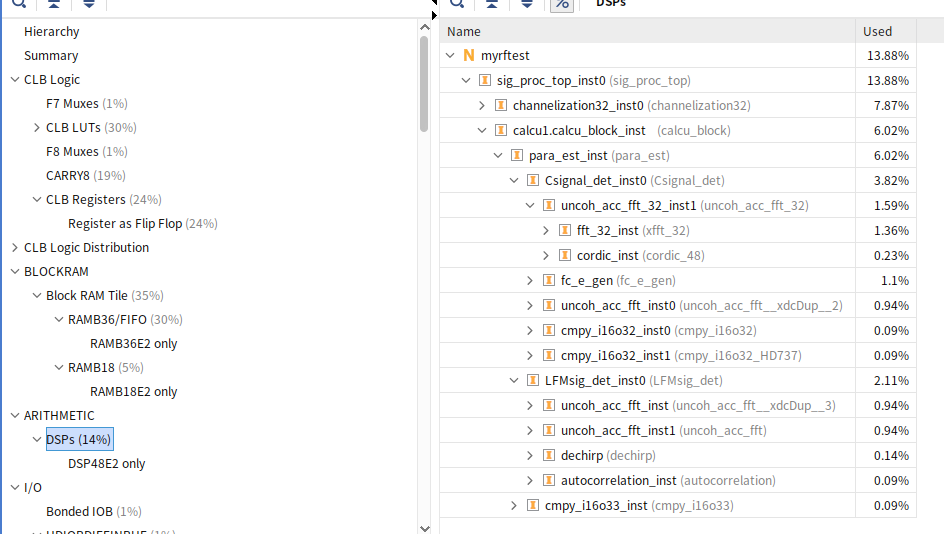 DSPs
Hierarchy
Summary
CLB Logic
F7 Muxes (1%)
CLB LUTs (30%)
F8 Muxes (1%)
CARRY8 (19%)
CLB Registers (24%)
Register as Flip Flop (24%)
CLB Logic Distribution
BLOCKRAM
Block RAM Tile (35%)
RAMB36/FIFO (30%)
RAMB36E2 only
RAMB18 (5%)
RAMB18E2 only
ARITHMETIC
DSPs (14%)
DSP48E2 only
I/O
Bonded IOB (1%)
Name Used
myrftest 13.88%
sig_proc_top_inst0 (sig_proc_top) 13.88%
channelization32_inst0 (channelization32) 7.87%
calcu1.calcu_block_inst (calcu_block) 6.02%
para_est_inst (para_est) 6.02%
Csignal_det_inst0 (Csignal_det) 3.82%
uncoh_acc_fft_32_inst1 (uncoh_acc_fft_32) 1.59%
fft_32_inst (xfft_32) 1.36%
cordic_inst (cordic_48) 0.23%
fc_e_gen (fc_e_gen) 1.1%
uncoh_acc_fft_inst0 (uncoh_acc_fft__xdcDup__2) 0.94%
cmpy_i16o32_inst0 (cmpy_i16o32) 0.09%
cmpy_i16o32_inst1 (cmpy_i16o32_HD737) 0.09%
LFMsig_det_inst0 (LFMsig_det) 2.11%
uncoh_acc_fft_inst (uncoh_acc_fft__xdcDup__3) 0.94%
uncoh_acc_fft_inst1 (uncoh_acc_fft) 0.94%
dechirp (dechirp) 0.14%
autocorrelation_inst (autocorrelation) 0.09%
cmpy_i16o33_inst (cmpy_i16o33) 0.09%